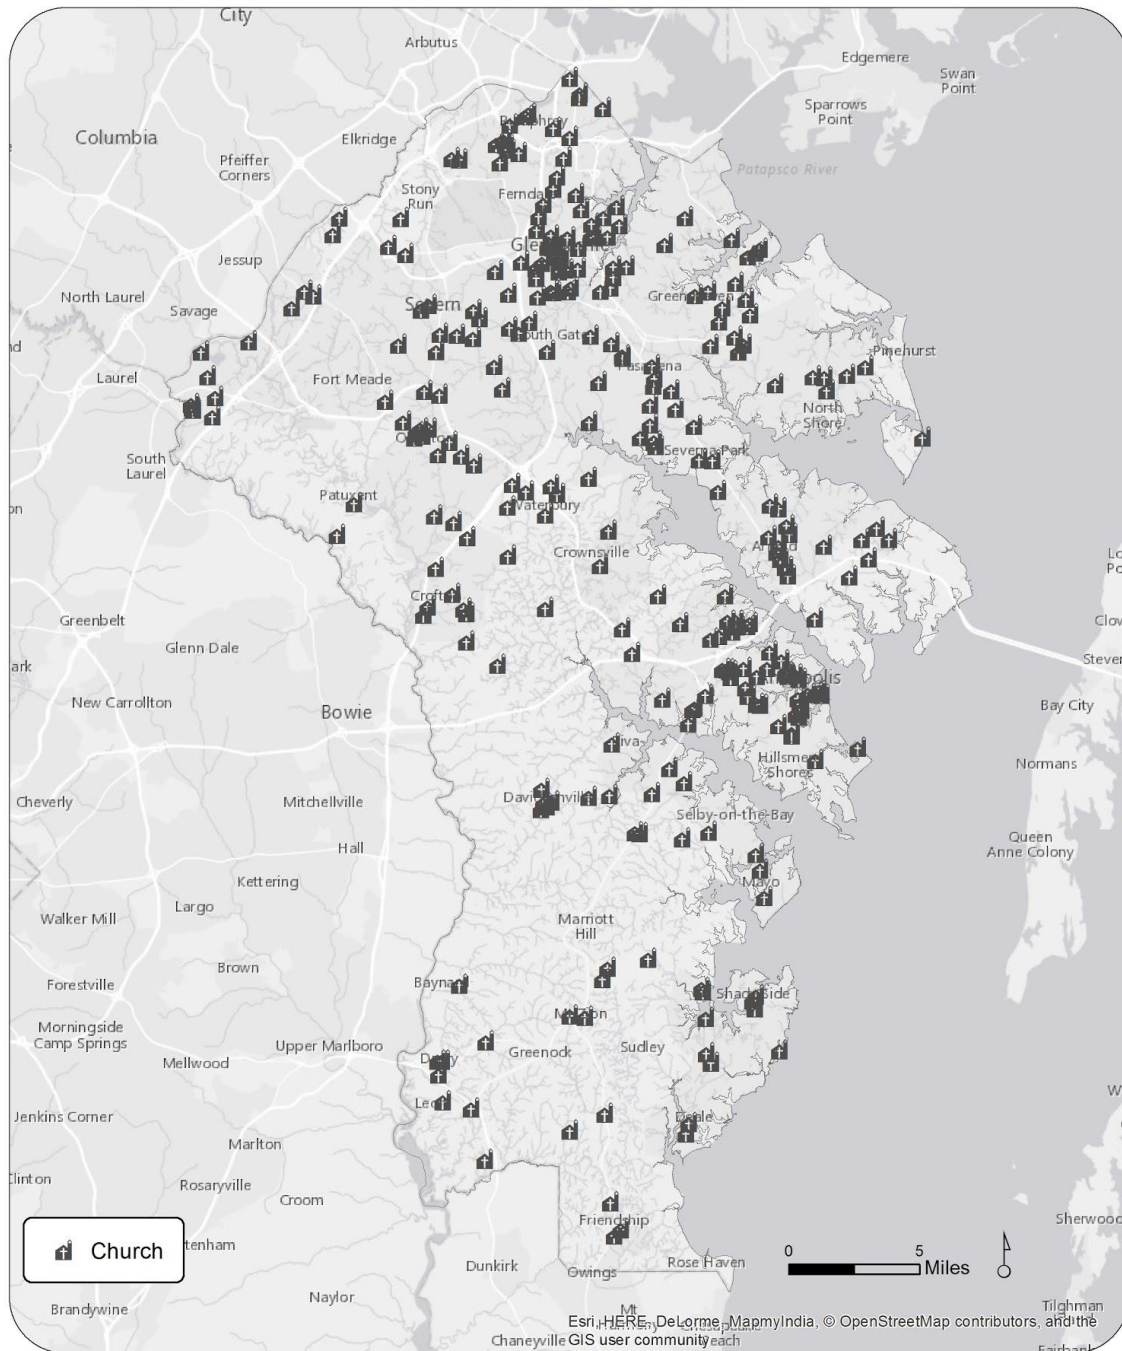 City
Arbutus
Edgemere
Swan
Point
Sparrows
Point
Columbia
Elkridge
Pfeiffer
Corners
Patapsco River
Stony
Run
Jessup
North Laurel
Savage
Pinehurst
Laurel
Fort Meade
North
Shore
South
Laurel
Severna Park
Patuxent
Waterbury
Crownsville
Greenbelt
Glenn Dale
New Carrollton
Bowie
Bay City
Normans
Hillsmere
Shores
Cheverly
Mitchellville
Selby-on-the-Bay
Queen
Anne Colony
Hall
Kettering
Mayo
Largo
Walker Mill
Marriott
Hill
Brown
Forestville
Morningside
Camp Springs
Upper Marlboro
Mellwood
Greenock
Sudley
Jenkins Corner
Marlton
Rosaryville
Croom
Friendship
Sherwood
Church
0
5
Miles
Dunkirk
Owings
Rose Haven
Naylor
Brandywine
Tilghman
Mt
Esri, HERE, DeLorme, MapmyIndia, © OpenStreetMap contributors, and the
GIS user community
Chaneyville